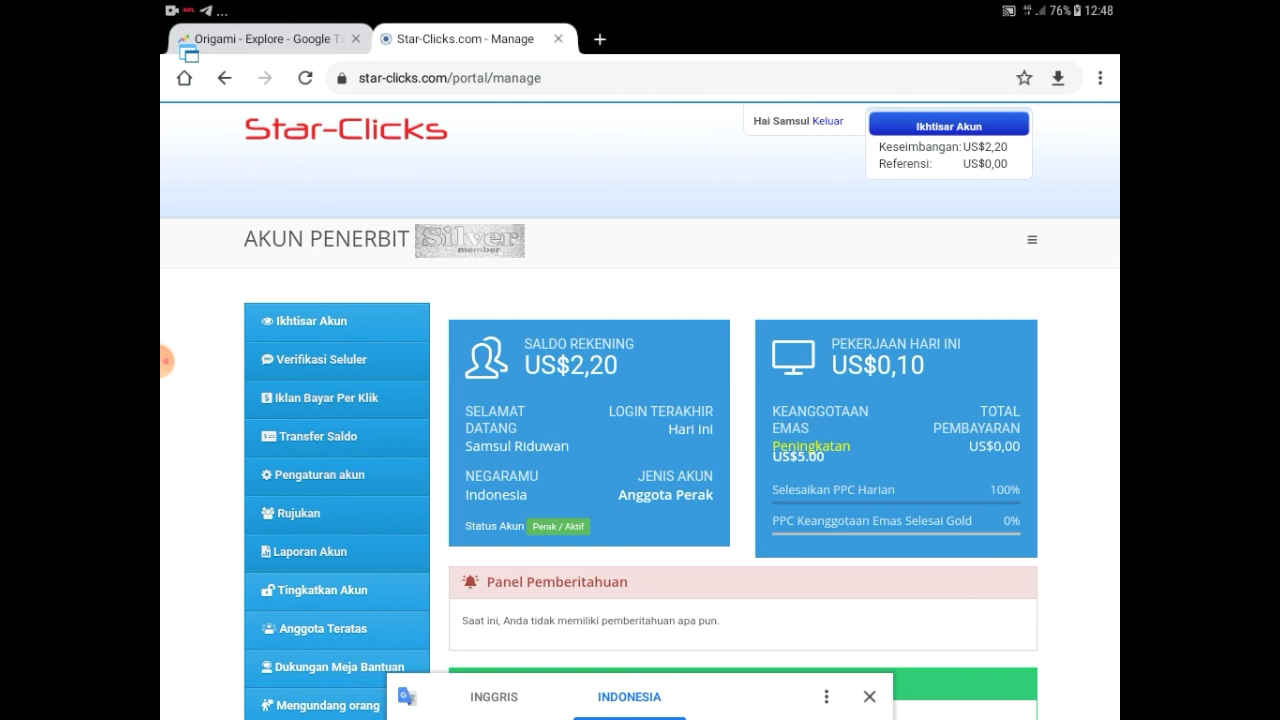 ... 76% 12:48
Origami - Explore - Google Tr
Star-Clicks.com - Manage
star-clicks.com/portal/manage
Star-Clicks
Hai Samsul Keluar
Ikhtisar Akun
Keseimbangan: US$2,20
Referensi: US$0,00
AKUN PENERBIT Silver member
Ikhtisar Akun
Verifikasi Seluler
Iklan Bayar Per Klik
Transfer Saldo
Pengaturan akun
Rujukan
Laporan Akun
Tingkatkan Akun
Anggota Teratas
Dukungan Meja Bantuan
Mengundang orang
SALDO REKENING
US$2,20
SELAMAT DATANG
Samsul Riduwan
LOGIN TERAKHIR
Hari Ini
NEGARAMU
Indonesia
JENIS AKUN
Anggota Perak
Status Akun Perak / Aktif
PEKERJAAN HARI INI
US$0,10
KEANGGOTAAN EMAS
Peningkatan
US$5.00
TOTAL PEMBAYARAN
US$0,00
Selesaikan PPC Harian 100%
PPC Keanggotaan Emas Selesai Gold 0%
Panel Pemberitahuan
Saat ini, Anda tidak memiliki pemberitahuan apa pun.
INGGRIS INDONESIA